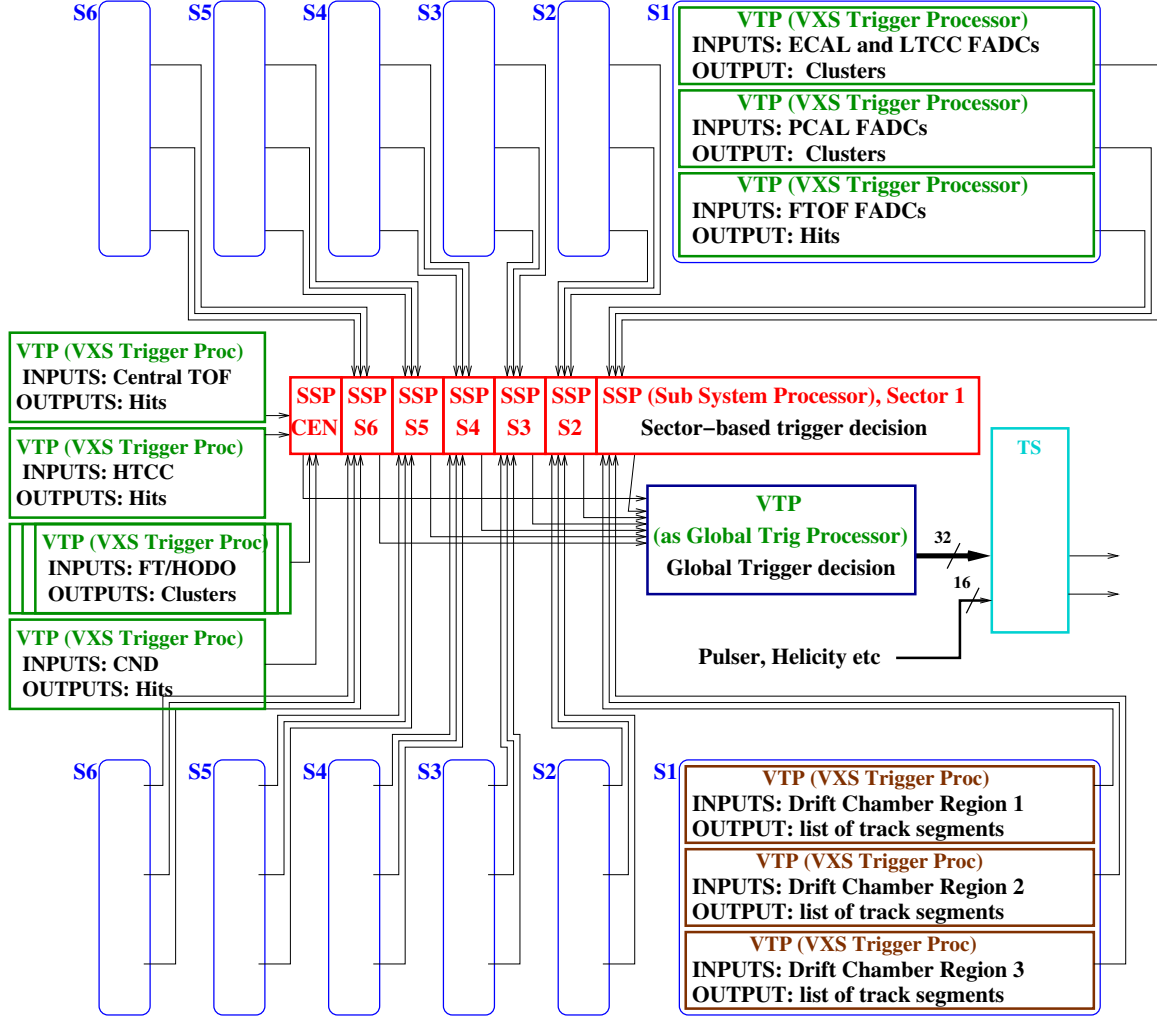 S6
S5
S4
S3
S2
S1
VTP (VXS Trigger Processor)
INPUTS: ECAL and LTCC FADCs
OUTPUT: Clusters
VTP (VXS Trigger Processor)
INPUTS: PCAL FADCs
OUTPUT: Clusters
VTP (VXS Trigger Processor)
INPUTS: FTOF FADCs
OUTPUT: Hits
VTP (VXS Trigger Proc)
INPUTS: Central TOF
OUTPUTS: Hits
VTP (VXS Trigger Proc)
INPUTS: HTCC
OUTPUTS: Hits
VTP (VXS Trigger Proc)
INPUTS: FT/HODO
OUTPUTS: Clusters
VTP (VXS Trigger Proc)
INPUTS: CND
OUTPUTS: Hits
SSP
CEN
SSP
S6
SSP
S5
SSP
S4
SSP
S3
SSP
S2
SSP (Sub System Processor), Sector 1
Sector−based trigger decision
VTP
(as Global Trig Processor)
Global Trigger decision
32
16
TS
Pulser, Helicity etc
S6
S5
S4
S3
S2
S1
VTP (VXS Trigger Proc)
INPUTS: Drift Chamber Region 1
OUTPUT: list of track segments
VTP (VXS Trigger Proc)
INPUTS: Drift Chamber Region 2
OUTPUT: list of track segments
VTP (VXS Trigger Proc)
INPUTS: Drift Chamber Region 3
OUTPUT: list of track segments